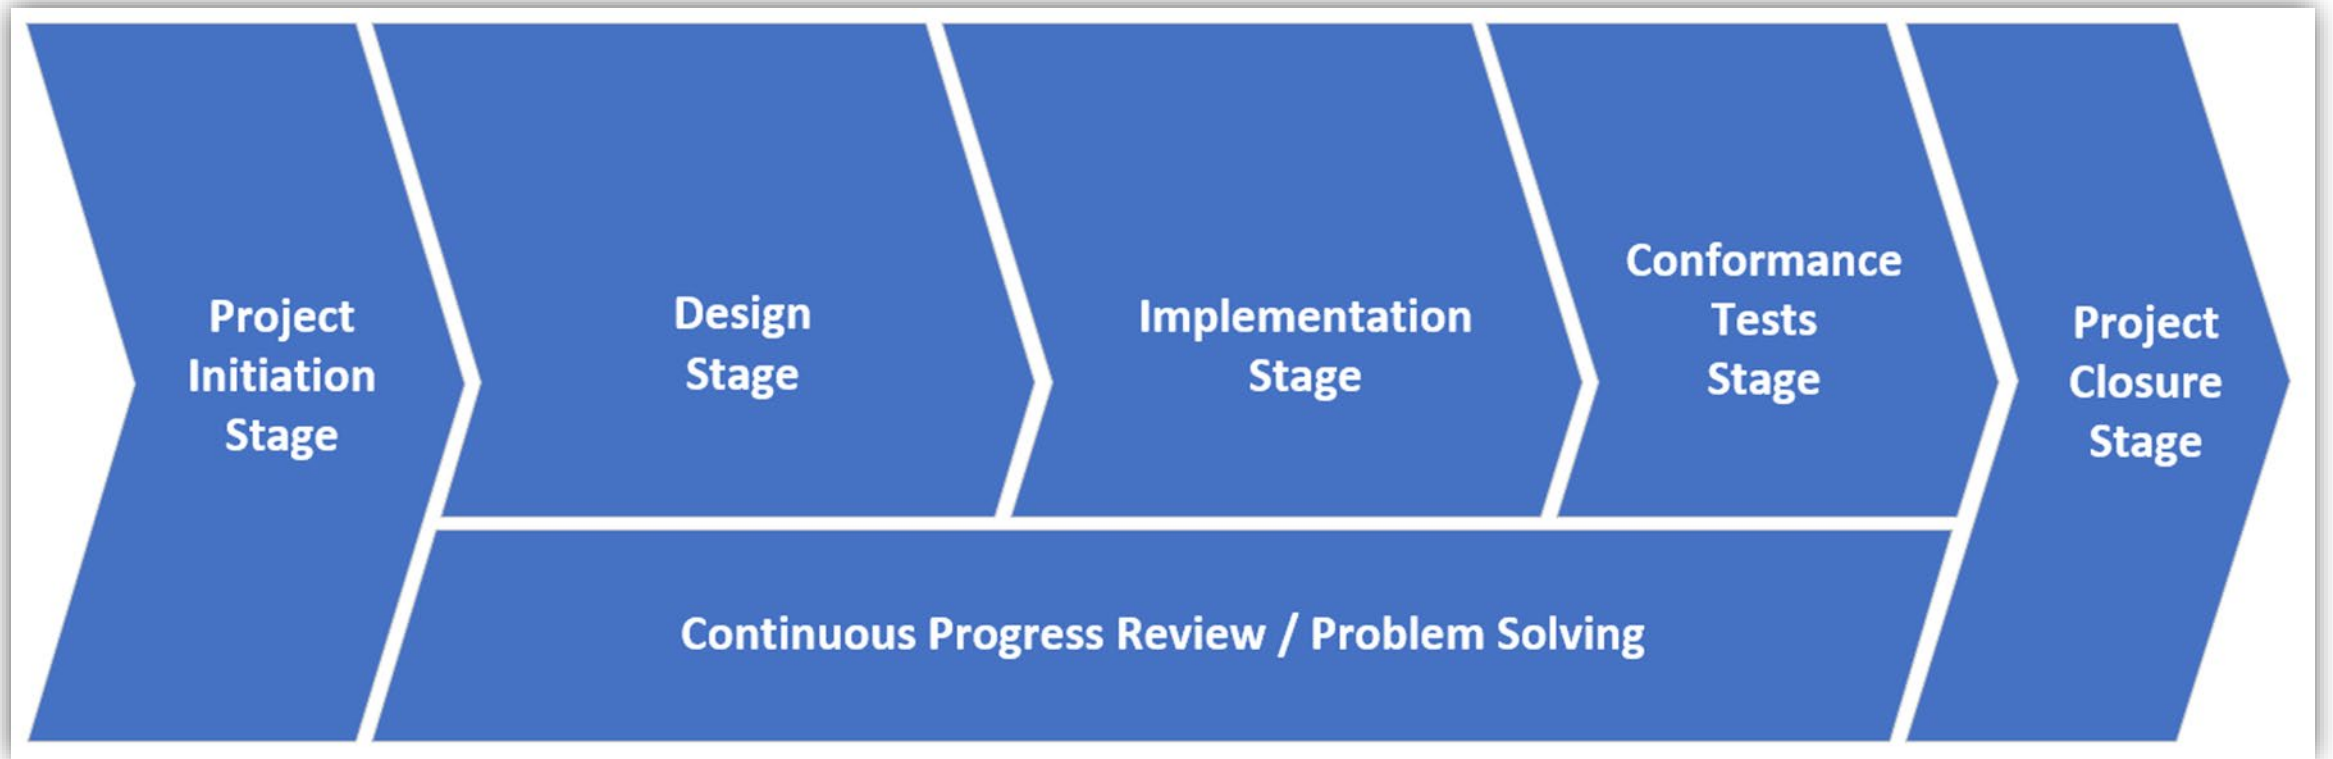 Project
Initiation
Stage
Design
Stage
Implementation
Stage
Conformance
Tests
Stage
Project
Closure
Stage
Continuous Progress Review / Problem Solving